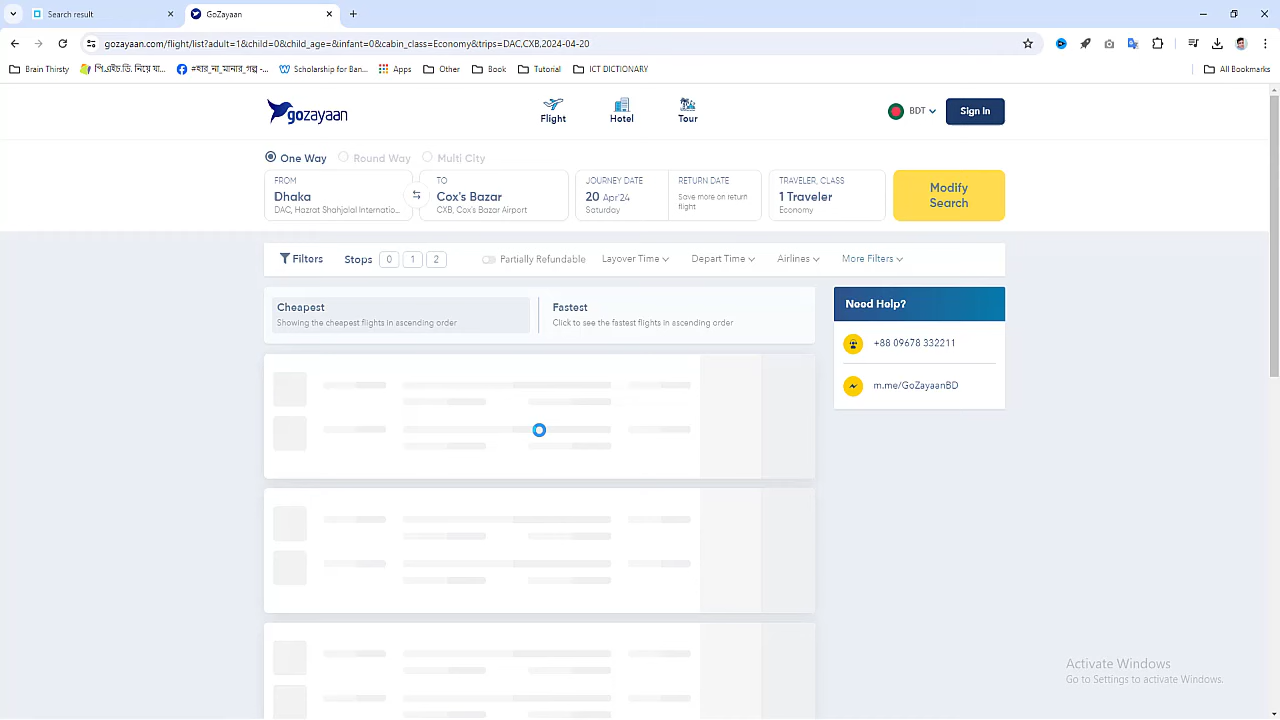 Search result
GoZayaan
gozayaan.com/flight/list?adult=1&child=0&child_age=&infant=0&cabin_class=Economy&trips=DAC,CXB,2024-04-20
Brain Thirsty
পি.এইচ.ডি. নিয়ে যা...
#হার_না_মানার_গল্প -...
Scholarship for Ban...
Apps
Other
Book
Tutorial
ICT DICTIONARY
All Bookmarks
gozayaan
Flight
Hotel
Tour
BDT
Sign In
One Way
Round Way
Multi City
FROM
Dhaka
DAC, Hazrat Shahjalal Internatio...
TO
Cox's Bazar
CXB, Cox's Bazar Airport
JOURNEY DATE
20 Apr'24
Saturday
RETURN DATE
Save more on return
flight
TRAVELER, CLASS
1 Traveler
Economy
Modify
Search
Filters
Stops
0
1
2
Partially Refundable
Layover Time
Depart Time
Airlines
More Filters
Cheapest
Showing the cheapest flights in ascending order
Fastest
Click to see the fastest flights in ascending order
Need Help?
+88 09678 332211
m.me/GoZayaanBD
Activate Windows
Go to Settings to activate Windows.